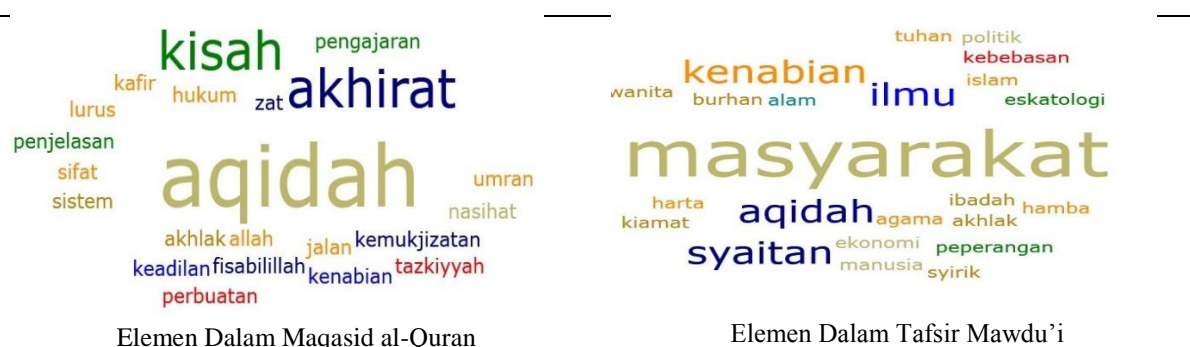 kisah pengajaran
kafir hukum zat akhirat
lurus
penjelasan
sifat aqidah umran
sistem nasihat
akhlak allah jalan kemukjizatan
keadilan fisabilillah kenabian tazkiyyah
perbuatan
Elemen Dalam Maqasid al-Quran
tuhan politik
kebebasan
kenabian ilmu islam
wanita burhan alam eskatologi
masyarakat
harta aqidah agama ibadah hamba
kiamat akhlak
syaitan ekonomi peperangan
manusia syirik
Elemen Dalam Tafsir Mawdu’i